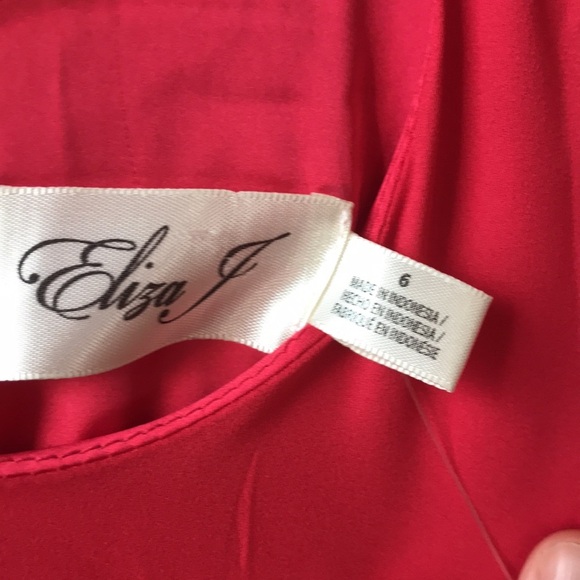 Eliza J
6
MADE IN INDONESIA /
HECHO EN INDONESIA /
FABRIQUÉ EN INDONÉSIE